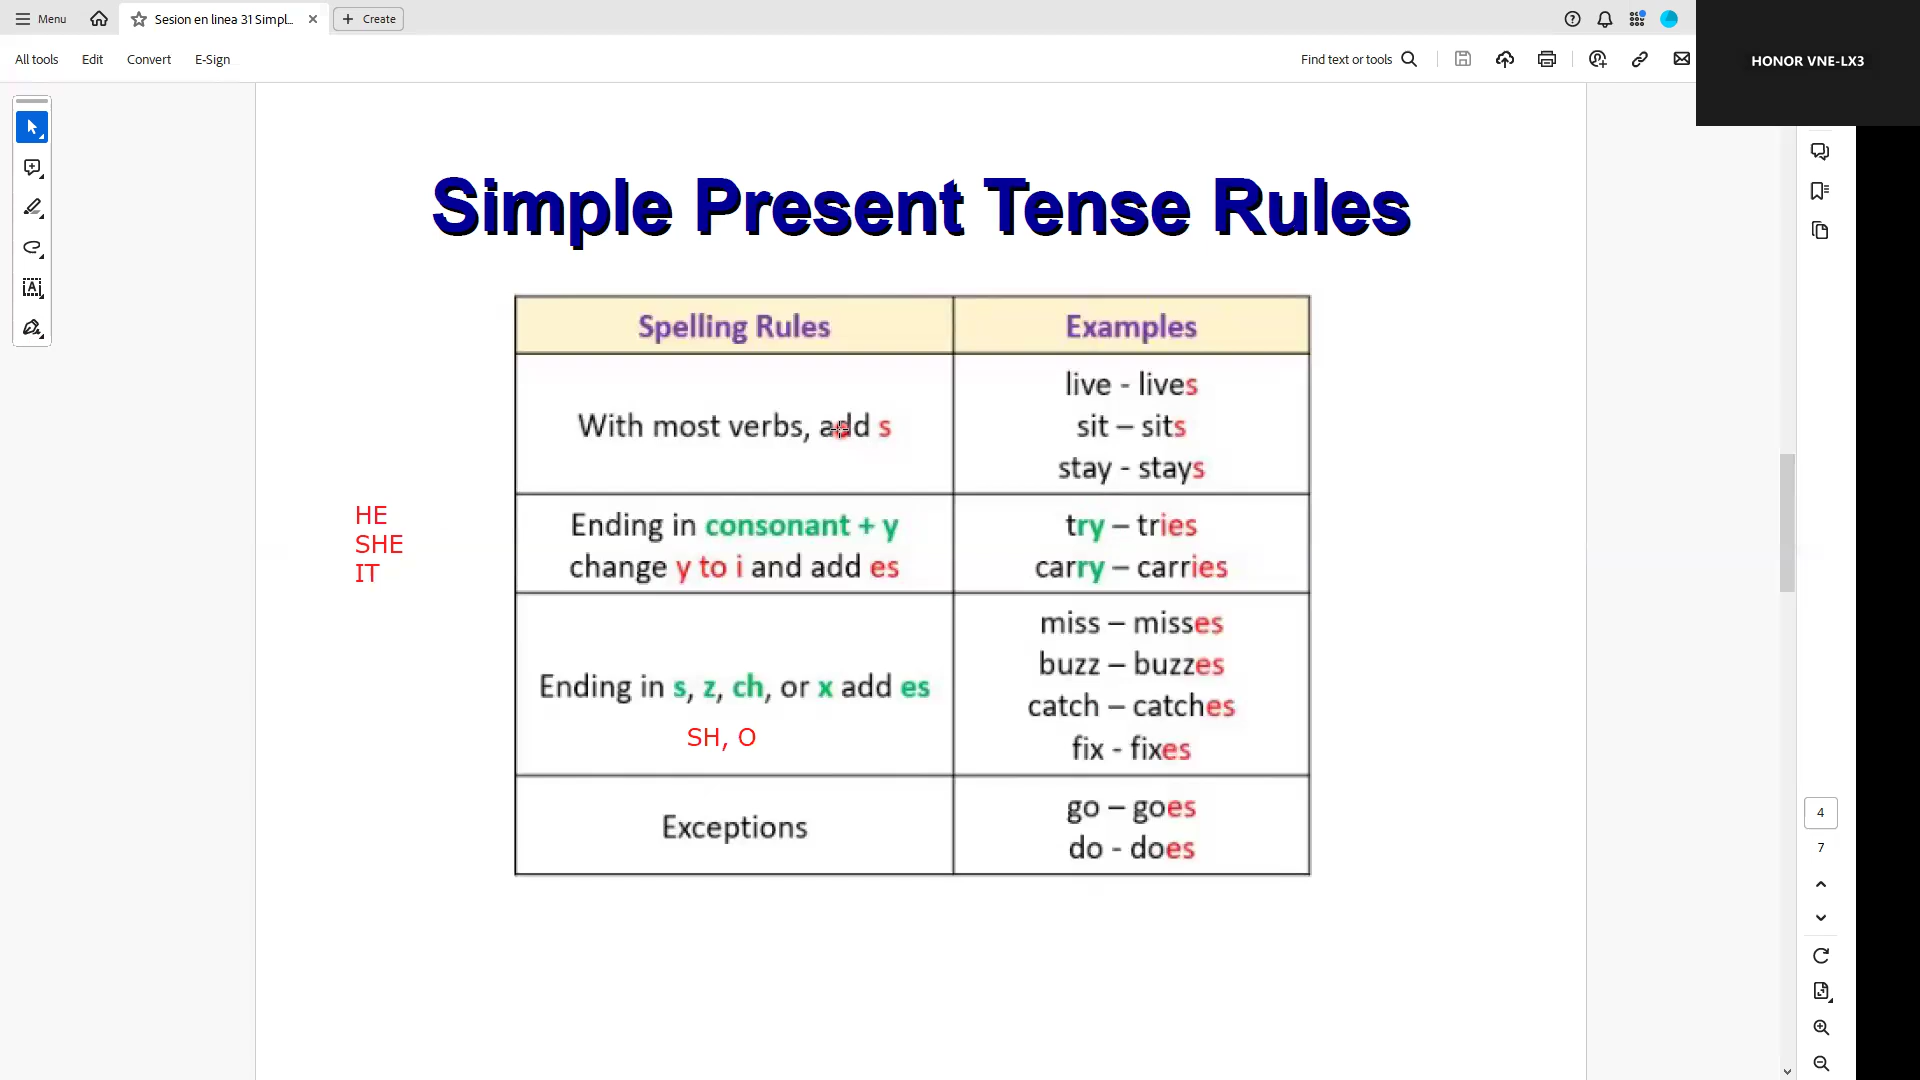 Menu
Sesion en linea 31 Simpl...
Create
All tools
Edit
Convert
E-Sign
Find text or tools
HONOR VNE-LX3
Simple Present Tense Rules
Spelling Rules
Examples
With most verbs, add s
live - lives
sit – sits
stay - stays
HE
SHE
IT
Ending in consonant + y
change y to i and add es
try – tries
carry – carries
Ending in s, z, ch, or x add es
SH, O
miss – misses
buzz – buzzes
catch – catches
fix - fixes
Exceptions
go – goes
do - does
4
7